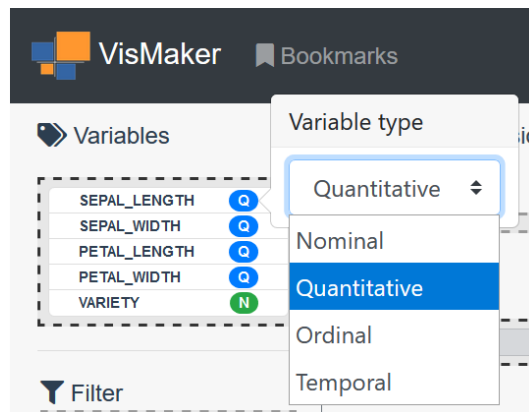 VisMaker Bookmarks
Variables
Variable type
Quantitative
SEPAL_LENGTH Q
SEPAL_WIDTH Q
PETAL_LENGTH Q
PETAL_WIDTH Q
VARIETY N
Nominal
Quantitative
Ordinal
Temporal
Filter